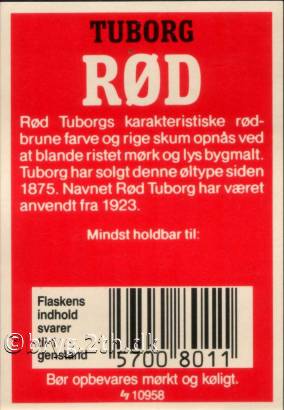 TUBORG
RØD
Rød Tuborgs karakteristiske rød-
brune farve og rige skum opnås ved
at blande ristet mørk og lys bygmalt.
Tuborg har solgt denne øltype siden
1875. Navnet Rød Tuborg har været
anvendt fra 1923.
Mindst holdbar til:
Flaskens
indhold
svarer
til 1
genstand
5700 8011
Bør opbevares mørkt og køligt.
10958